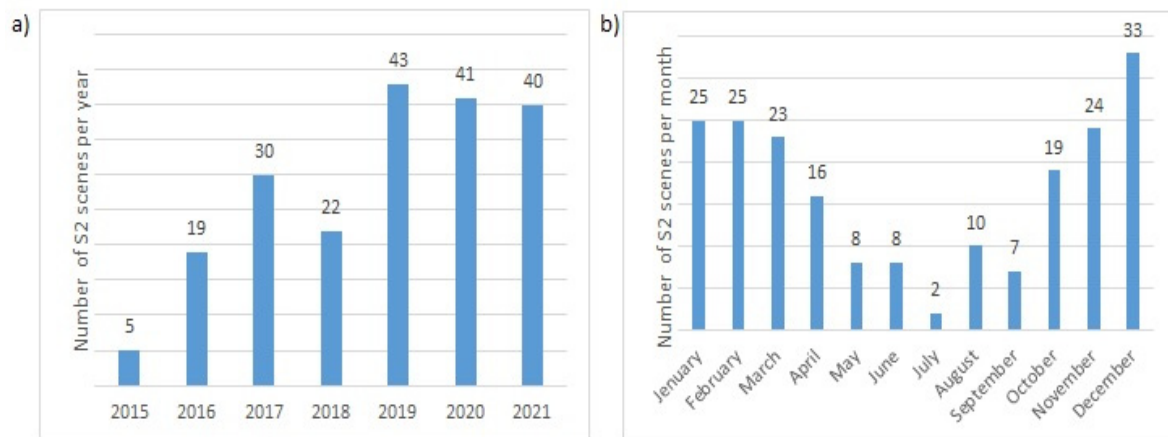 a)
Number of S2 scenes per year
5
19
30
22
43
41
40
2015 2016 2017 2018 2019 2020 2021
b)
Number of S2 scenes per month
25
25
23
16
8
8
2
10
7
19
24
33
Jenuary
February
March
April
May
June
July
August
September
October
November
December